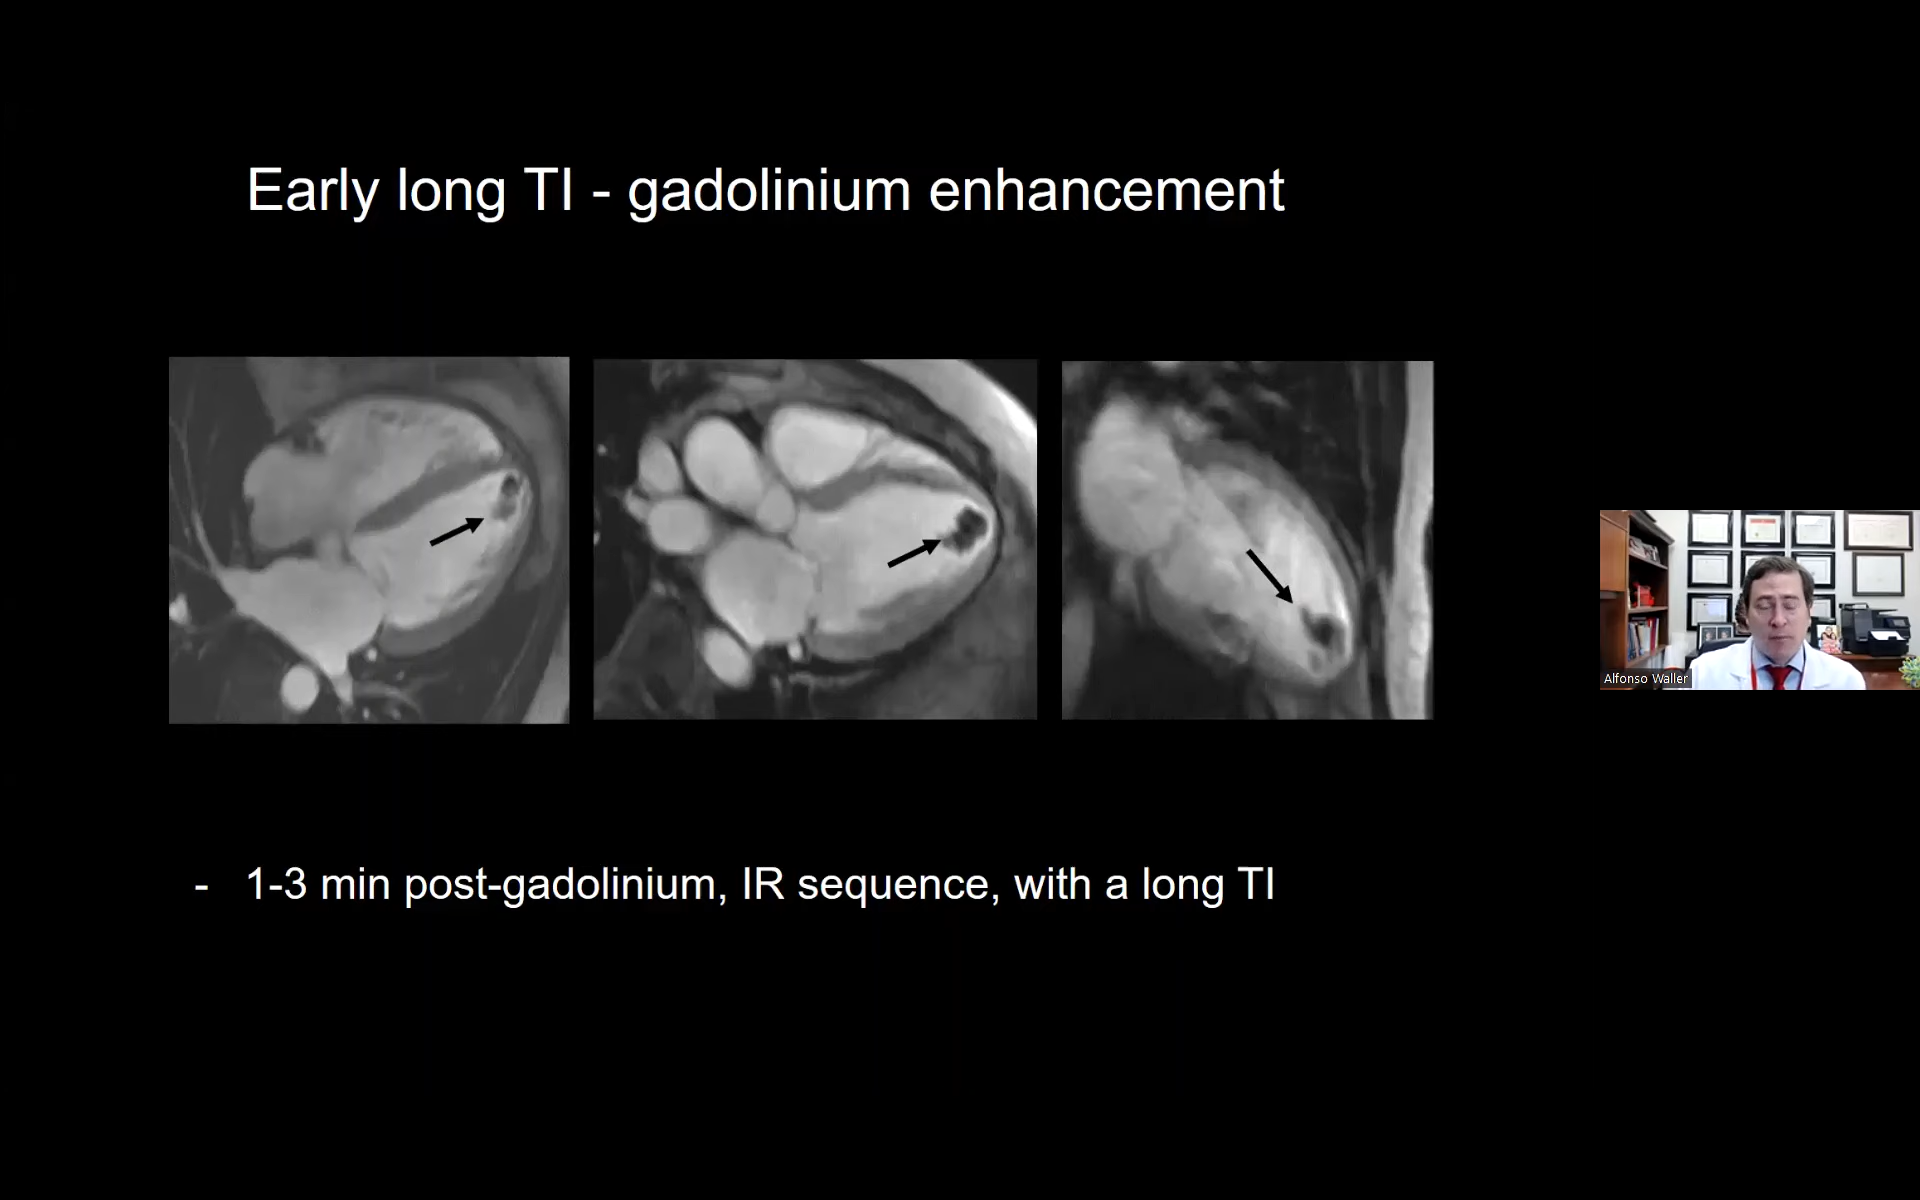 Early long TI - gadolinium enhancement
Alfonso Waller
- 1-3 min post-gadolinium, IR sequence, with a long TI